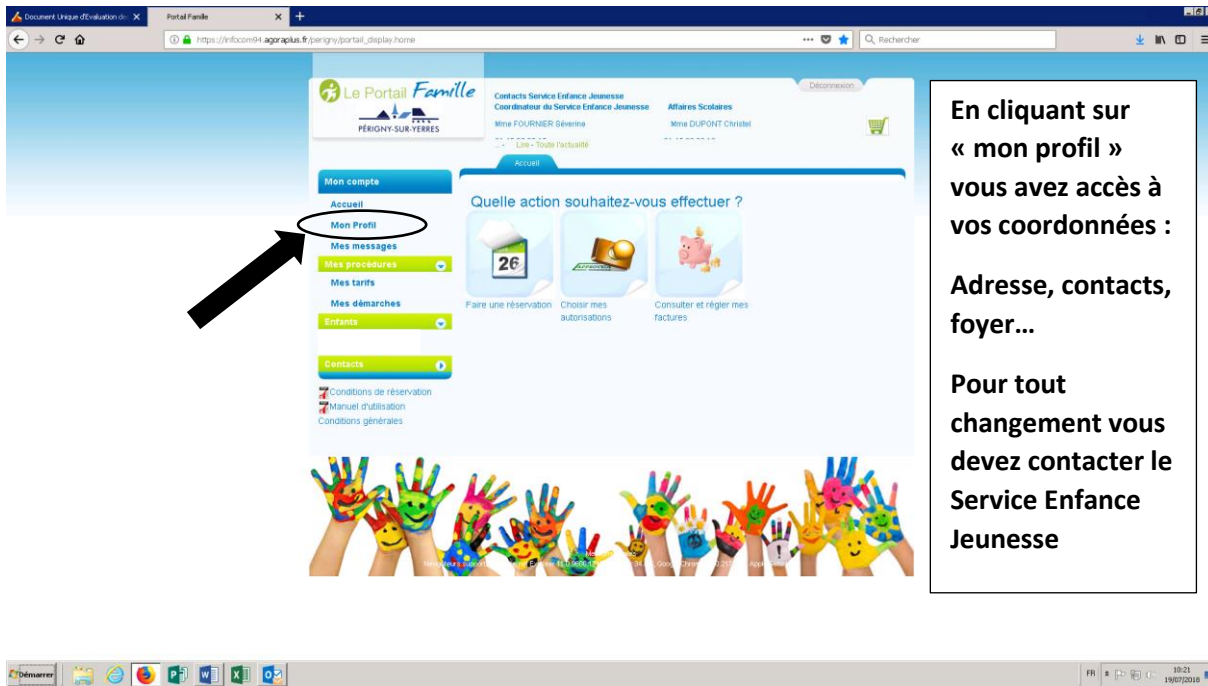 Document Unique d'Evaluation de
Portail Famille
https://infocom94.agoraplus.fr/perigny/portail_display.home
Rechercher
Le Portail Famille
PÉRIGNY-SUR-YERRES
Contacts Service Enfance Jeunesse
Coordinateur du Service Enfance Jeunesse
Affaires Scolaires
Mme FOURNIER Séverine
Mme DUPONT Christel
Lire - Toute l'actualité
Déconnexion
Accueil
Mon compte
Accueil
Mon Profil
Mes messages
Mes procédures
Mes tarifs
Mes démarches
Enfants
Contacts
Conditions de réservation
Manuel d'utilisation
Conditions générales
Quelle action souhaitez-vous effectuer ?
26
APPROVED
Faire une réservation
Choisir mes
autorisations
Consulter et régler mes
factures
En cliquant sur
« mon profil »
vous avez accès à
vos coordonnées :
Adresse, contacts,
foyer…
Pour tout
changement vous
devez contacter le
Service Enfance
Jeunesse
Démarrer
FR
10:21
19/07/2018